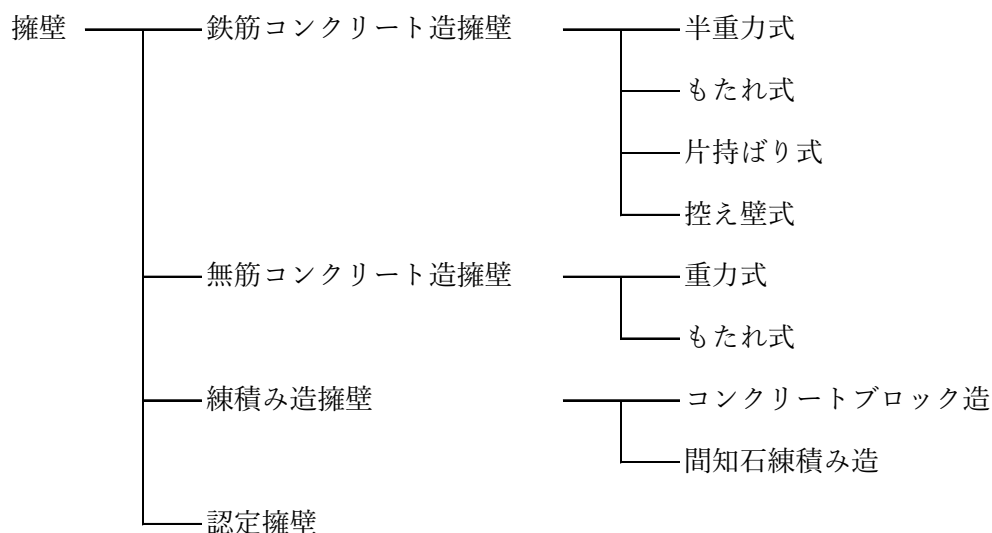 擁壁 鉄筋コンクリート造擁壁 半重力式
もたれ式
片持ばり式
控え壁式
無筋コンクリート造擁壁 重力式
もたれ式
練積み造擁壁 コンクリートブロック造
間知石練積み造
認定擁壁